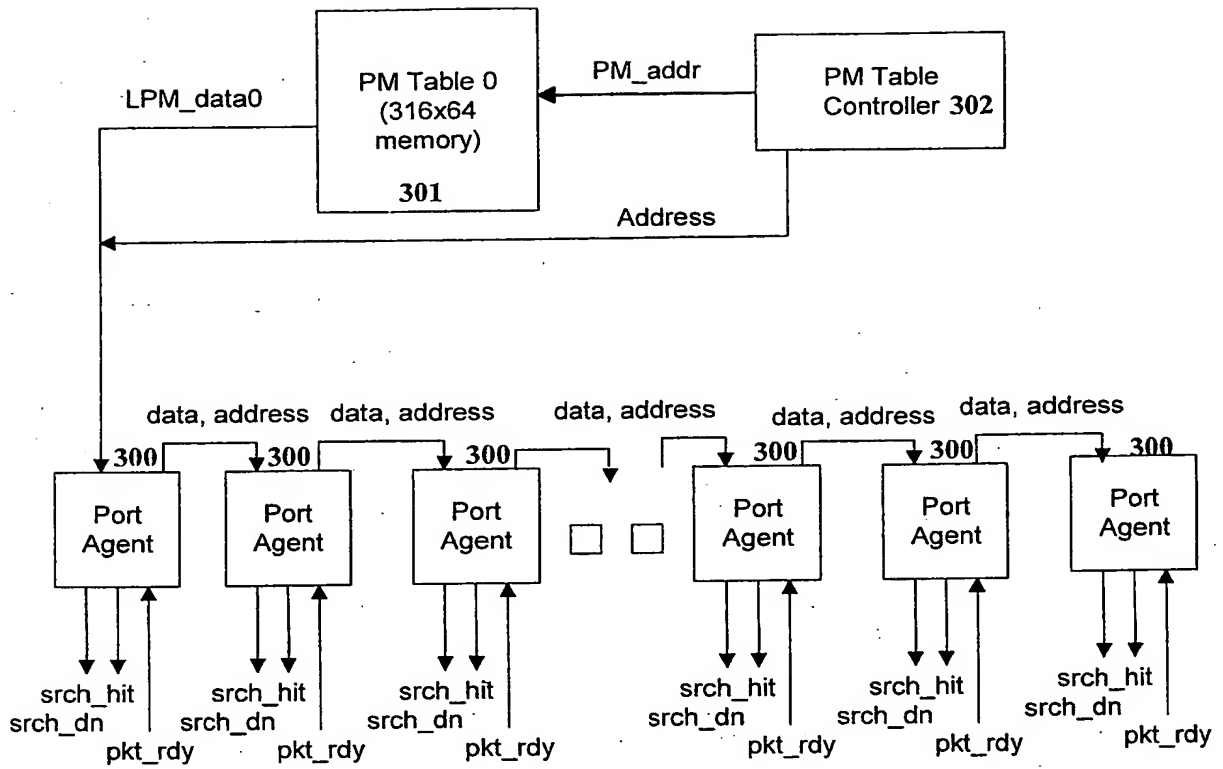 LPM_data0
PM Table 0
(316x64
memory)
301
PM_addr
PM Table
Controller 302
Address
data, address
data, address
data, address
data, address
data, address
300
300
300
300
300
300
Port
Agent
Port
Agent
Port
Agent
Port
Agent
Port
Agent
Port
Agent
srch_hit
srch_dn
pkt_rdy
srch_hit
srch_dn
pkt_rdy
srch_hit
srch_dn
pkt_rdy
srch_hit
srch_dn
pkt_rdy
srch_hit
srch_dn
pkt_rdy
srch_hit
srch_dn
pkt_rdy